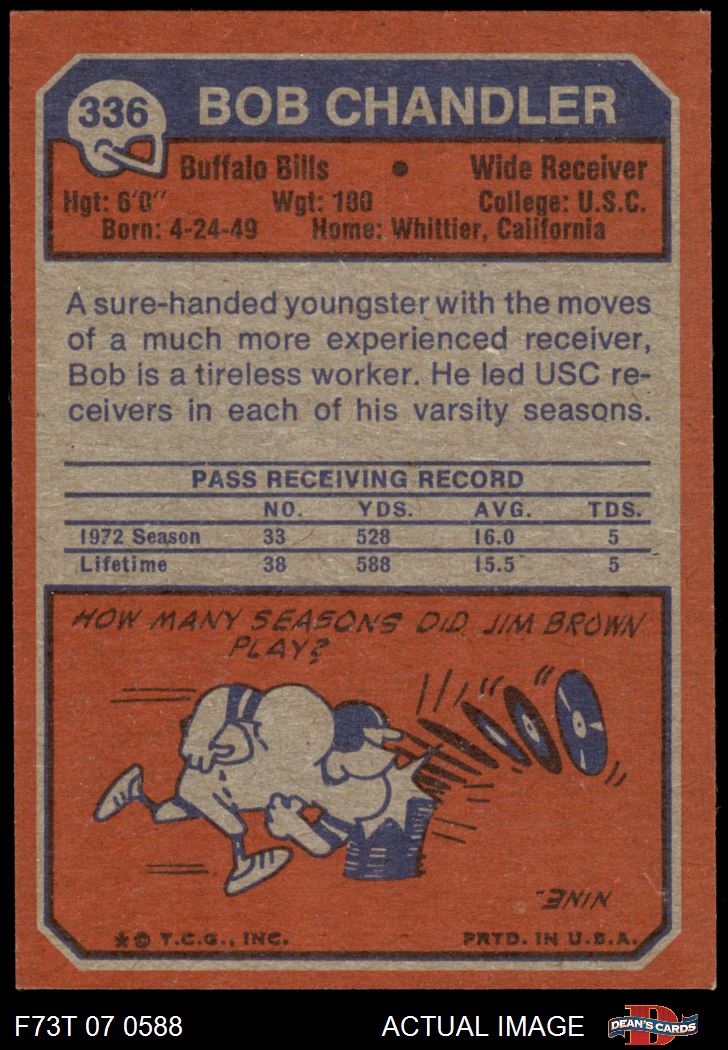 336
BOB CHANDLER
Buffalo Bills • Wide Receiver
Hgt: 6'0" Wgt: 180 College: U.S.C.
Born: 4-24-49 Home: Whittier, California
A sure-handed youngster with the moves
of a much more experienced receiver,
Bob is a tireless worker. He led USC re-
ceivers in each of his varsity seasons.
PASS RECEIVING RECORD
NO. YDS. AVG. TDS.
1972 Season 33 528 16.0 5
Lifetime 38 588 15.5 5
HOW MANY SEASONS DID JIM BROWN
PLAY?
NINE.
★ © T.C.G., INC. PRTD. IN U.S.A.
F73T 07 0588 ACTUAL IMAGE D DEAN'S CARDS